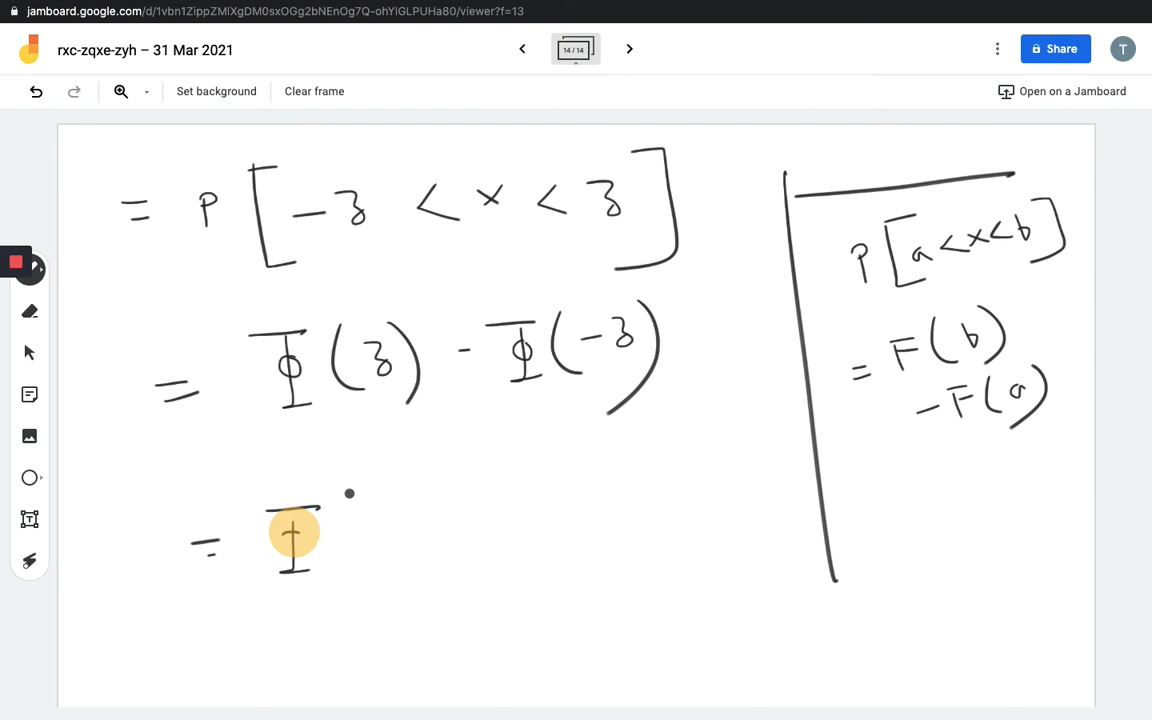 jamboard.google.com/d/1vbn1ZippZMlXgDM0sxOGg2bNEnOg7Q-ohYlGLPUHa80/viewer?f=13
rxc-zqxe-zyh – 31 Mar 2021
14 / 14
Share
T
Set background
Clear frame
Open on a Jamboard
= P [ -3 < x < 3 ]
= Φ(3) - Φ(-3)
= Φ
P[a<x<b]
= F(b)
- F(a)